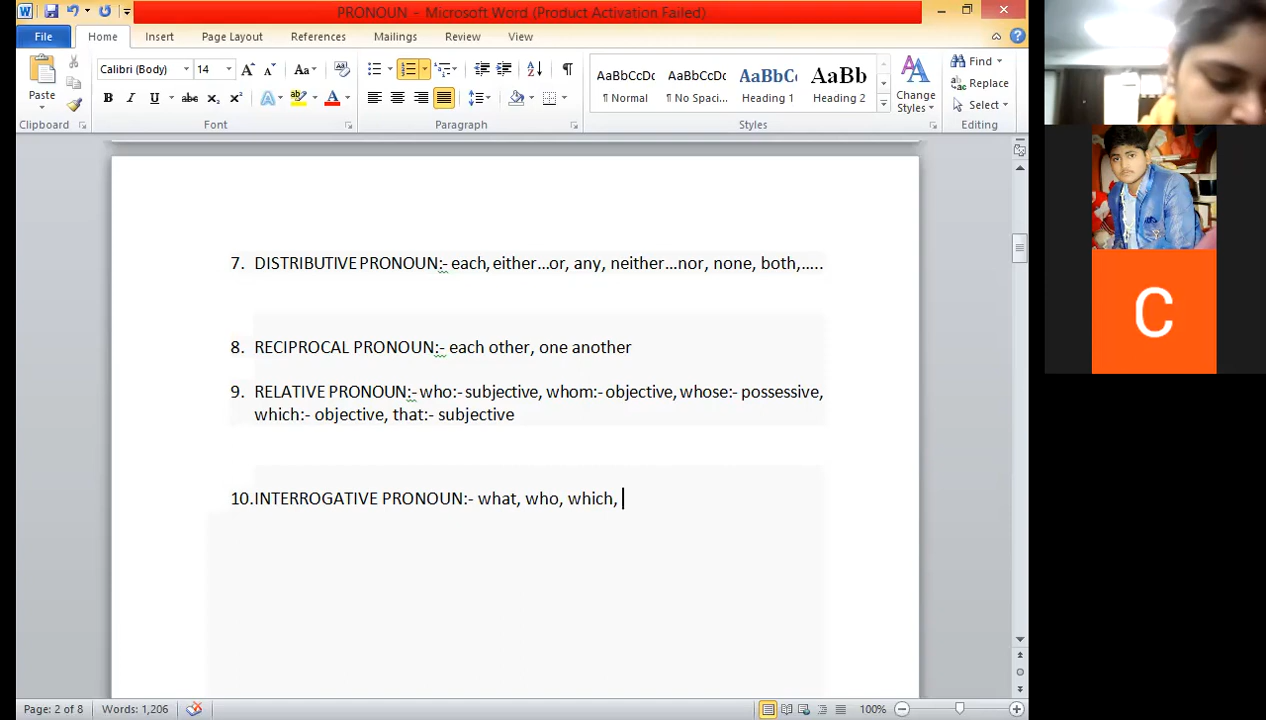 PRONOUN - Microsoft Word (Product Activation Failed)
File Home Insert Page Layout References Mailings Review View
Calibri (Body) 14
Paste
B I U abc x₂ x² A A
AaBbCcDc AaBbCcDc AaBbCc AaBb
¶ Normal ¶ No Spaci... Heading 1 Heading 2
Change Styles
Find
Replace
Select
Clipboard Font Paragraph Styles Editing
7. DISTRIBUTIVE PRONOUN:- each, either...or, any, neither...nor, none, both,.....
8. RECIPROCAL PRONOUN:- each other, one another
9. RELATIVE PRONOUN:- who:- subjective, whom:- objective, whose:- possessive,
which:- objective, that:- subjective
10. INTERROGATIVE PRONOUN:- what, who, which,
C
Page: 2 of 8 Words: 1,206 100%